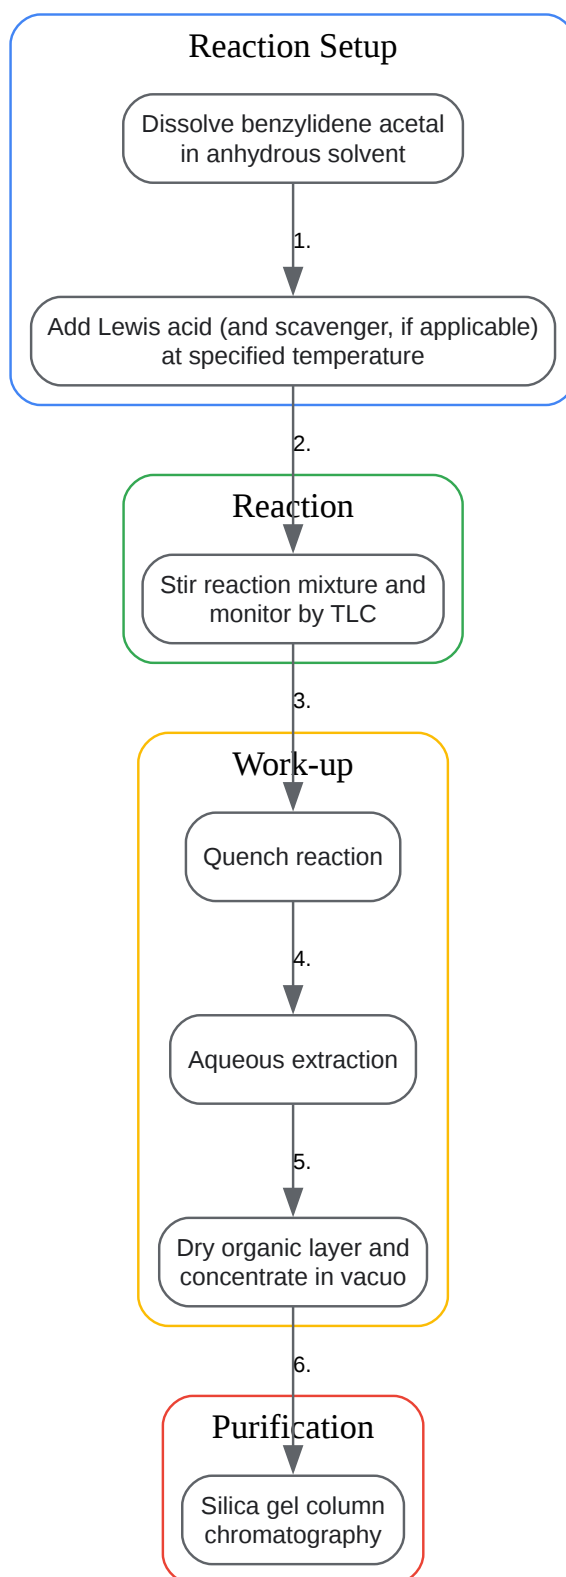 Reaction Setup
Dissolve benzylidene acetal
in anhydrous solvent
1.
Add Lewis acid (and scavenger, if applicable)
at specified temperature
2.
Reaction
Stir reaction mixture and
monitor by TLC
3.
Work-up
Quench reaction
4.
Aqueous extraction
5.
Dry organic layer and
concentrate in vacuo
6.
Purification
Silica gel column
chromatography